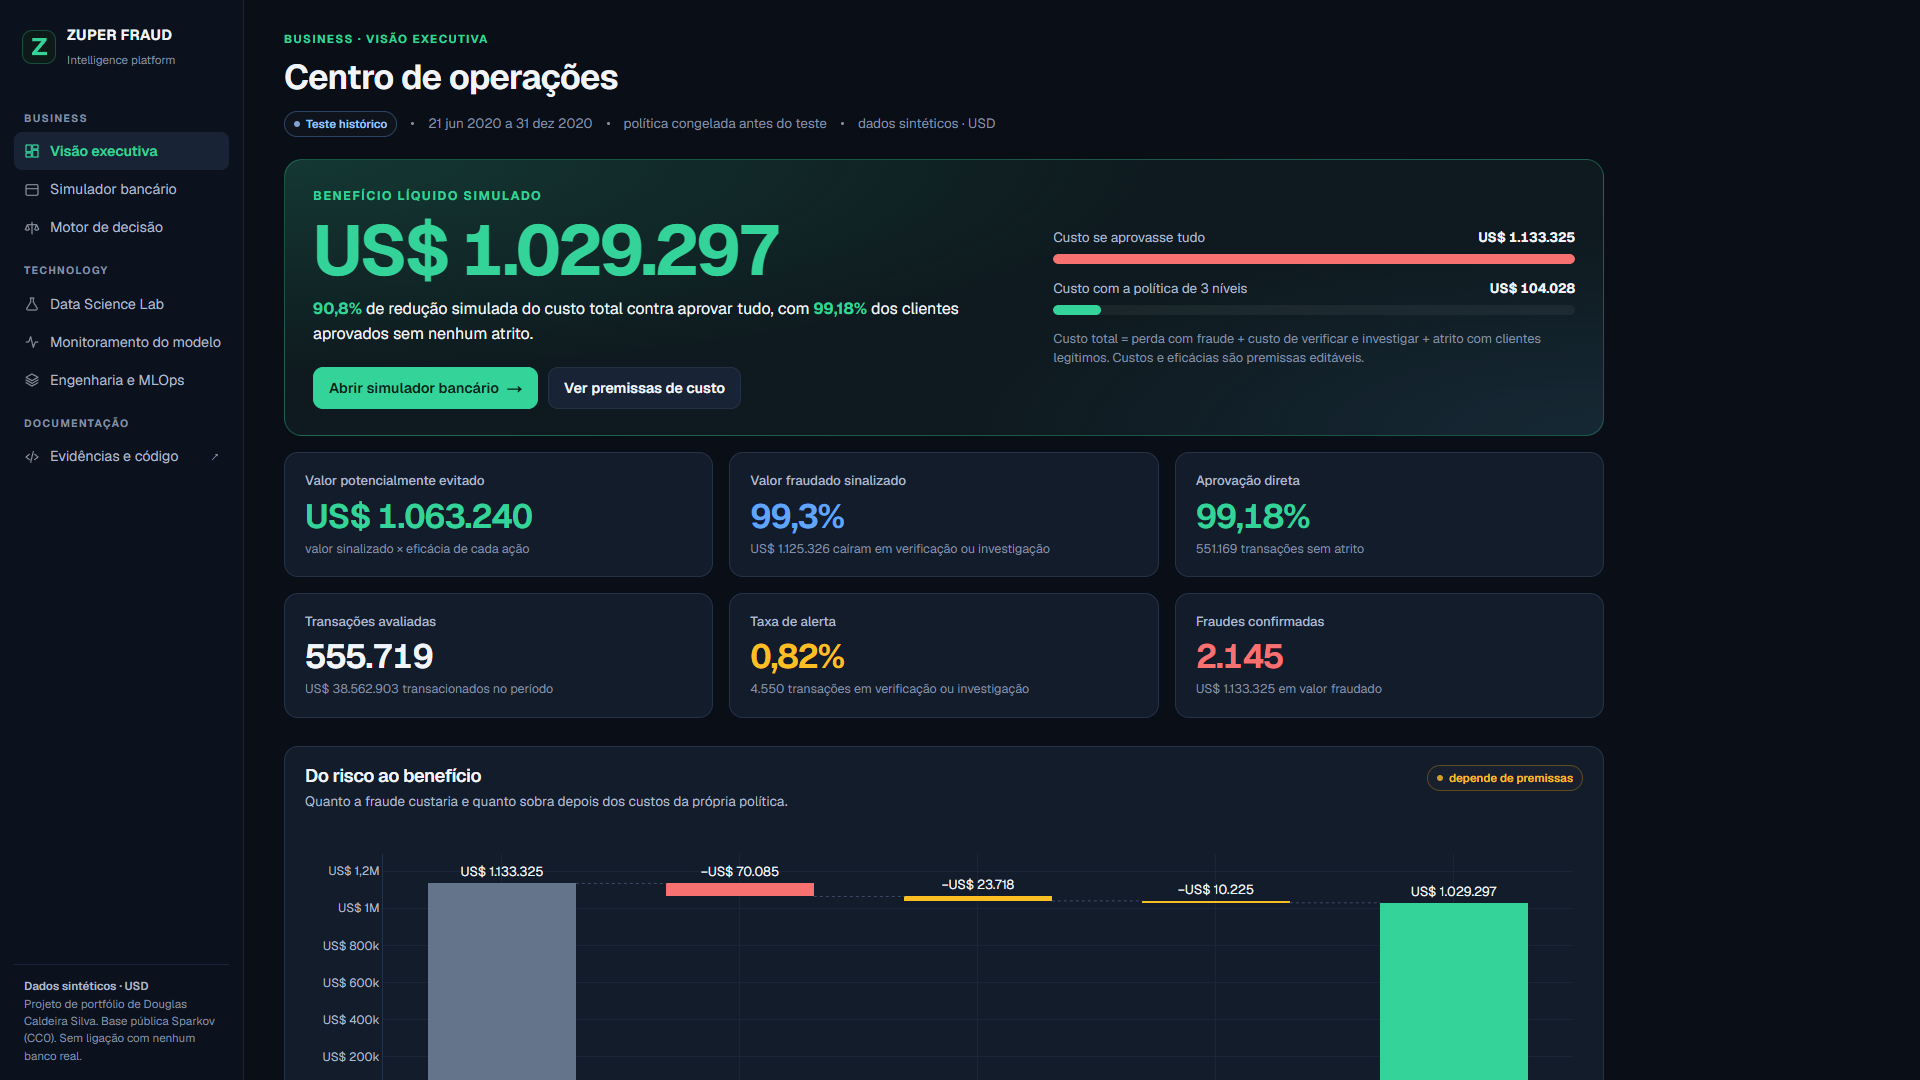 Z
ZUPER FRAUD
Intelligence platform
BUSINESS
Visão executiva
Simulador bancário
Motor de decisão
TECHNOLOGY
Data Science Lab
Monitoramento do modelo
Engenharia e MLOps
DOCUMENTAÇÃO
Evidências e código ↗
Dados sintéticos · USD
Projeto de portfólio de Douglas
Caldeira Silva. Base pública Sparkov
(CC0). Sem ligação com nenhum
banco real.
BUSINESS · VISÃO EXECUTIVA
Centro de operações
Teste histórico • 21 jun 2020 a 31 dez 2020 • política congelada antes do teste • dados sintéticos · USD
BENEFÍCIO LÍQUIDO SIMULADO
US$ 1.029.297
90,8% de redução simulada do custo total contra aprovar tudo, com 99,18% dos clientes
aprovados sem nenhum atrito.
Abrir simulador bancário →
Ver premissas de custo
Custo se aprovasse tudo US$ 1.133.325
Custo com a política de 3 níveis US$ 104.028
Custo total = perda com fraude + custo de verificar e investigar + atrito com clientes
legítimos. Custos e eficácias são premissas editáveis.
Valor potencialmente evitado
US$ 1.063.240
valor sinalizado × eficácia de cada ação
Valor fraudado sinalizado
99,3%
US$ 1.125.326 caíram em verificação ou investigação
Aprovação direta
99,18%
551.169 transações sem atrito
Transações avaliadas
555.719
US$ 38.562.903 transacionados no período
Taxa de alerta
0,82%
4.550 transações em verificação ou investigação
Fraudes confirmadas
2.145
US$ 1.133.325 em valor fraudado
Do risco ao benefício
Quanto a fraude custaria e quanto sobra depois dos custos da própria política.
depende de premissas
US$ 1,2M
US$ 1M
US$ 800k
US$ 600k
US$ 400k
US$ 200k
US$ 1.133.325
−US$ 70.085
−US$ 23.718
−US$ 10.225
US$ 1.029.297